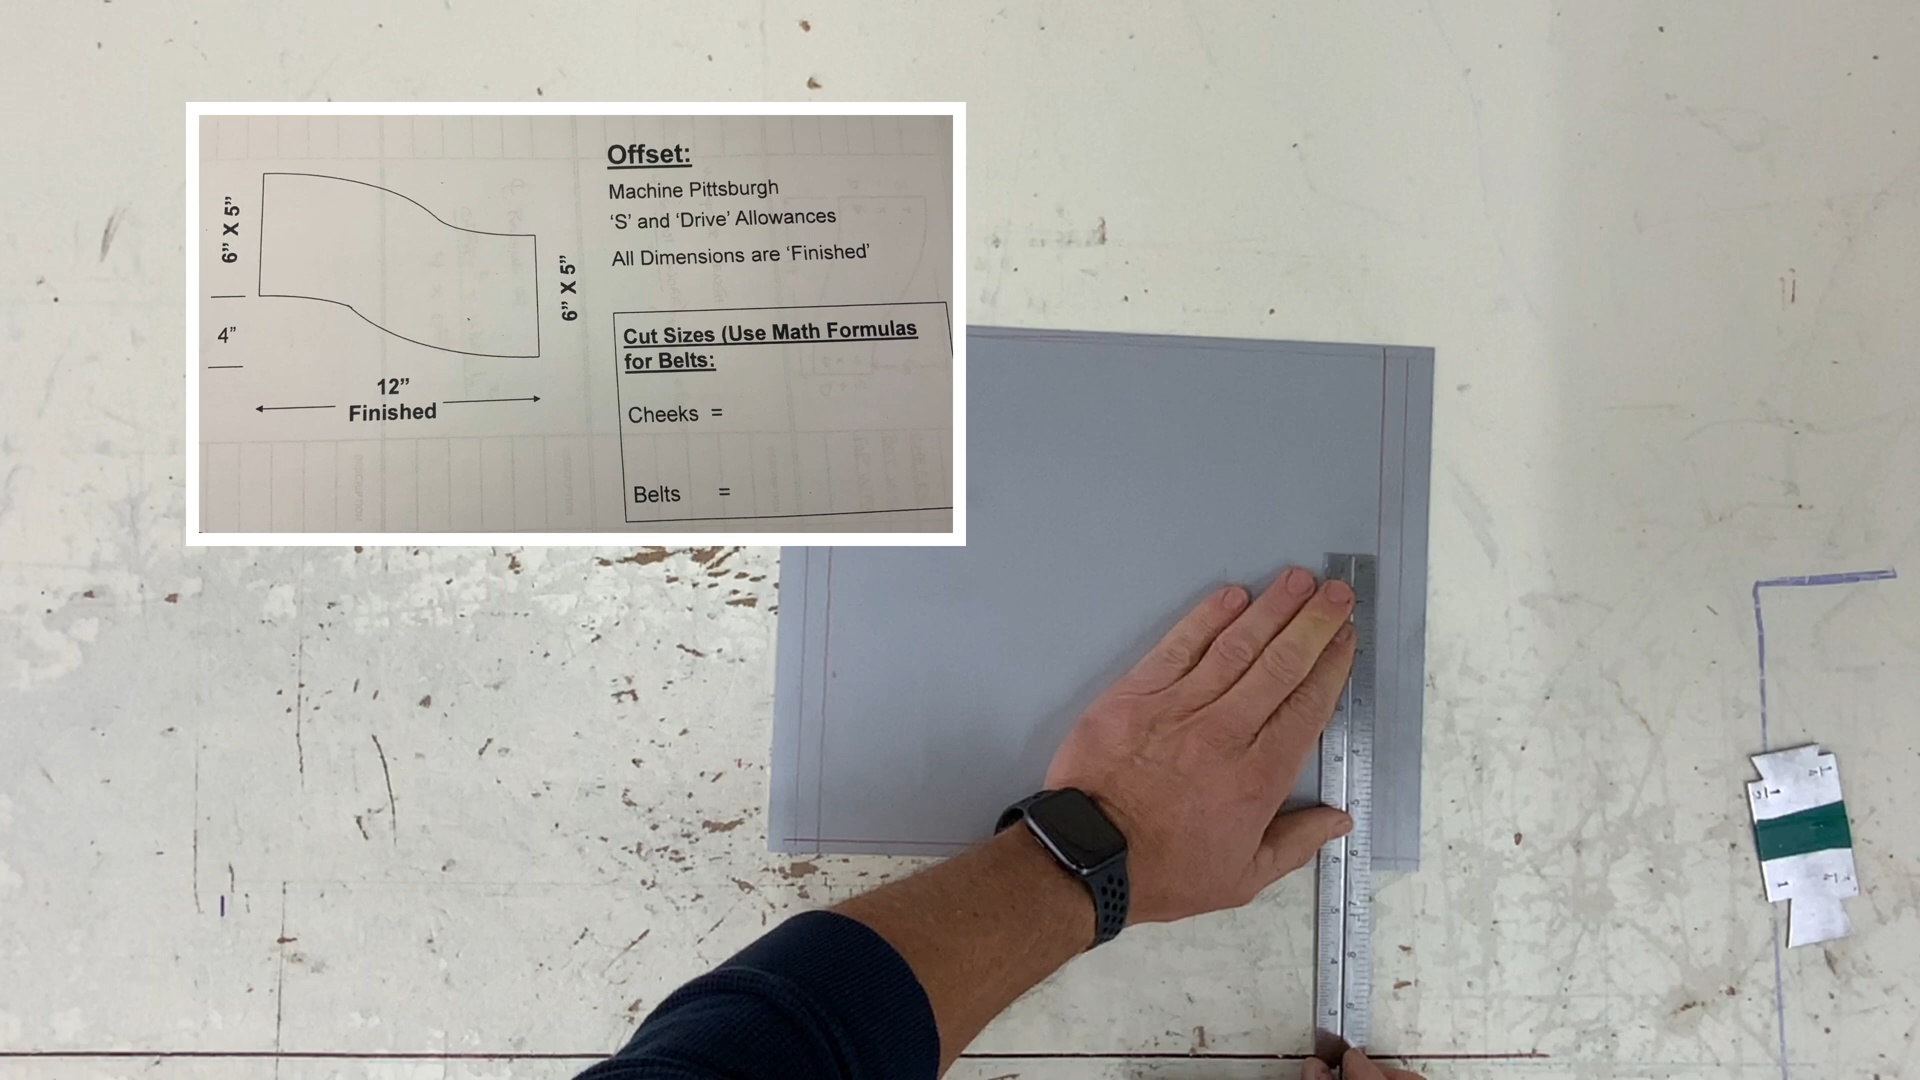 Offset:
Machine Pittsburgh
‘S’ and ‘Drive’ Allowances
All Dimensions are ‘Finished’
6” X 5”
6” X 5”
4”
12”
Finished
Cut Sizes (Use Math Formulas
for Belts:
Cheeks =
Belts =